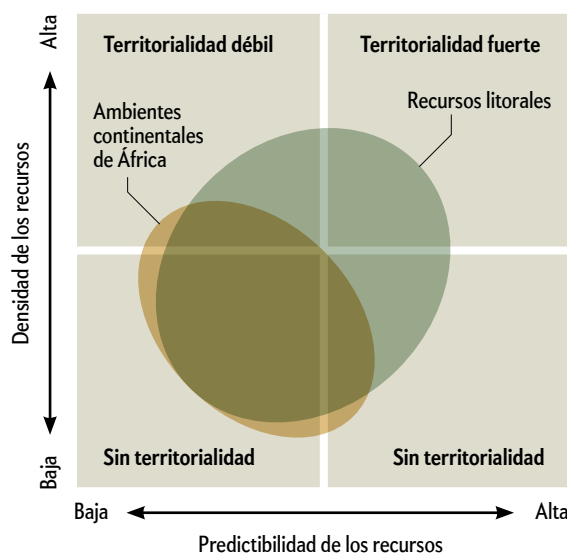 Alta
Territorialidad débil
Territorialidad fuerte
Ambientes
continentales
de África
Recursos litorales
Densidad de los recursos
Sin territorialidad
Sin territorialidad
Baja
Baja
Alta
Predictibilidad de los recursos